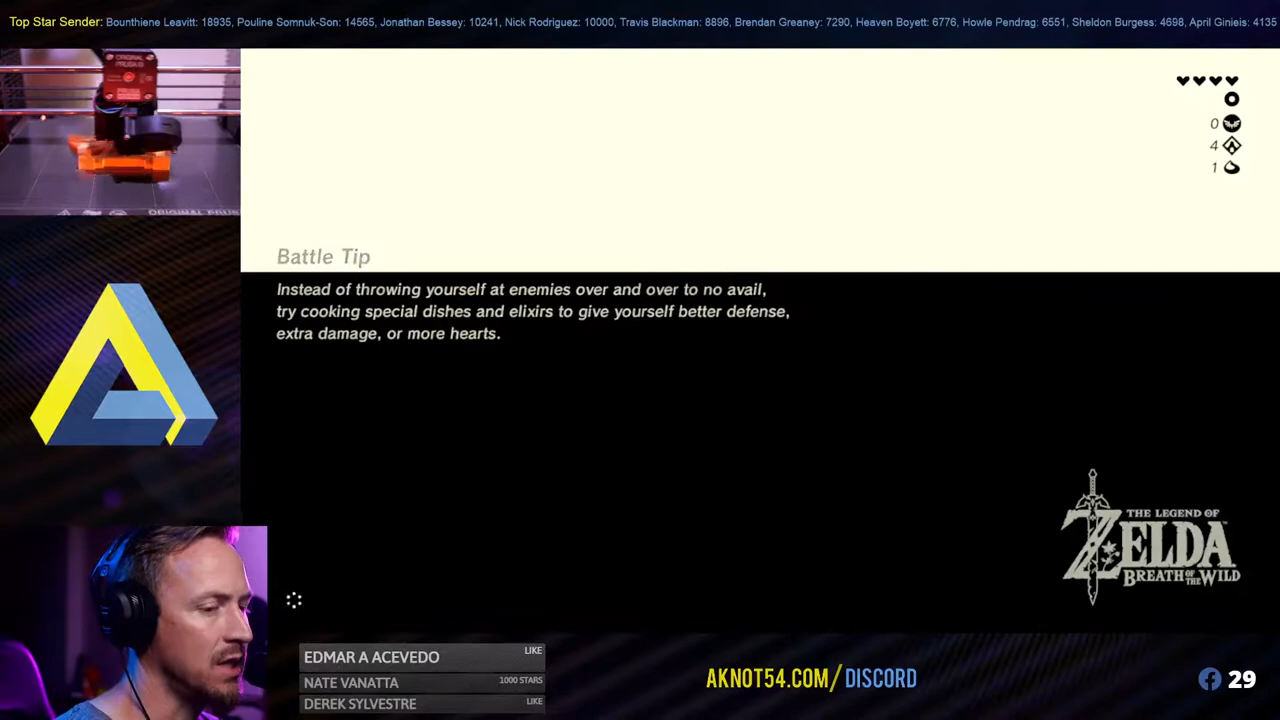 Top Star Sender: Bounthiene Leavitt: 18935, Pouline Somnuk-Son: 14565, Jonathan Bessey: 10241, Nick Rodriguez: 10000, Travis Blackman: 8896, Brendan Greaney: 7290, Heaven Boyett: 6776, Howle Pendrag: 6551, Sheldon Burgess: 4698, April Ginieis: 4135
ORIGINAL PRUSA i3
0
4
1
Battle Tip
Instead of throwing yourself at enemies over and over to no avail,
try cooking special dishes and elixirs to give yourself better defense,
extra damage, or more hearts.
THE LEGEND OF
ZELDA
BREATH OF THE WILD
EDMAR A ACEVEDO LIKE
NATE VANATTA 1000 STARS
DEREK SYLVESTRE LIKE
AKNOT54.COM/DISCORD
29